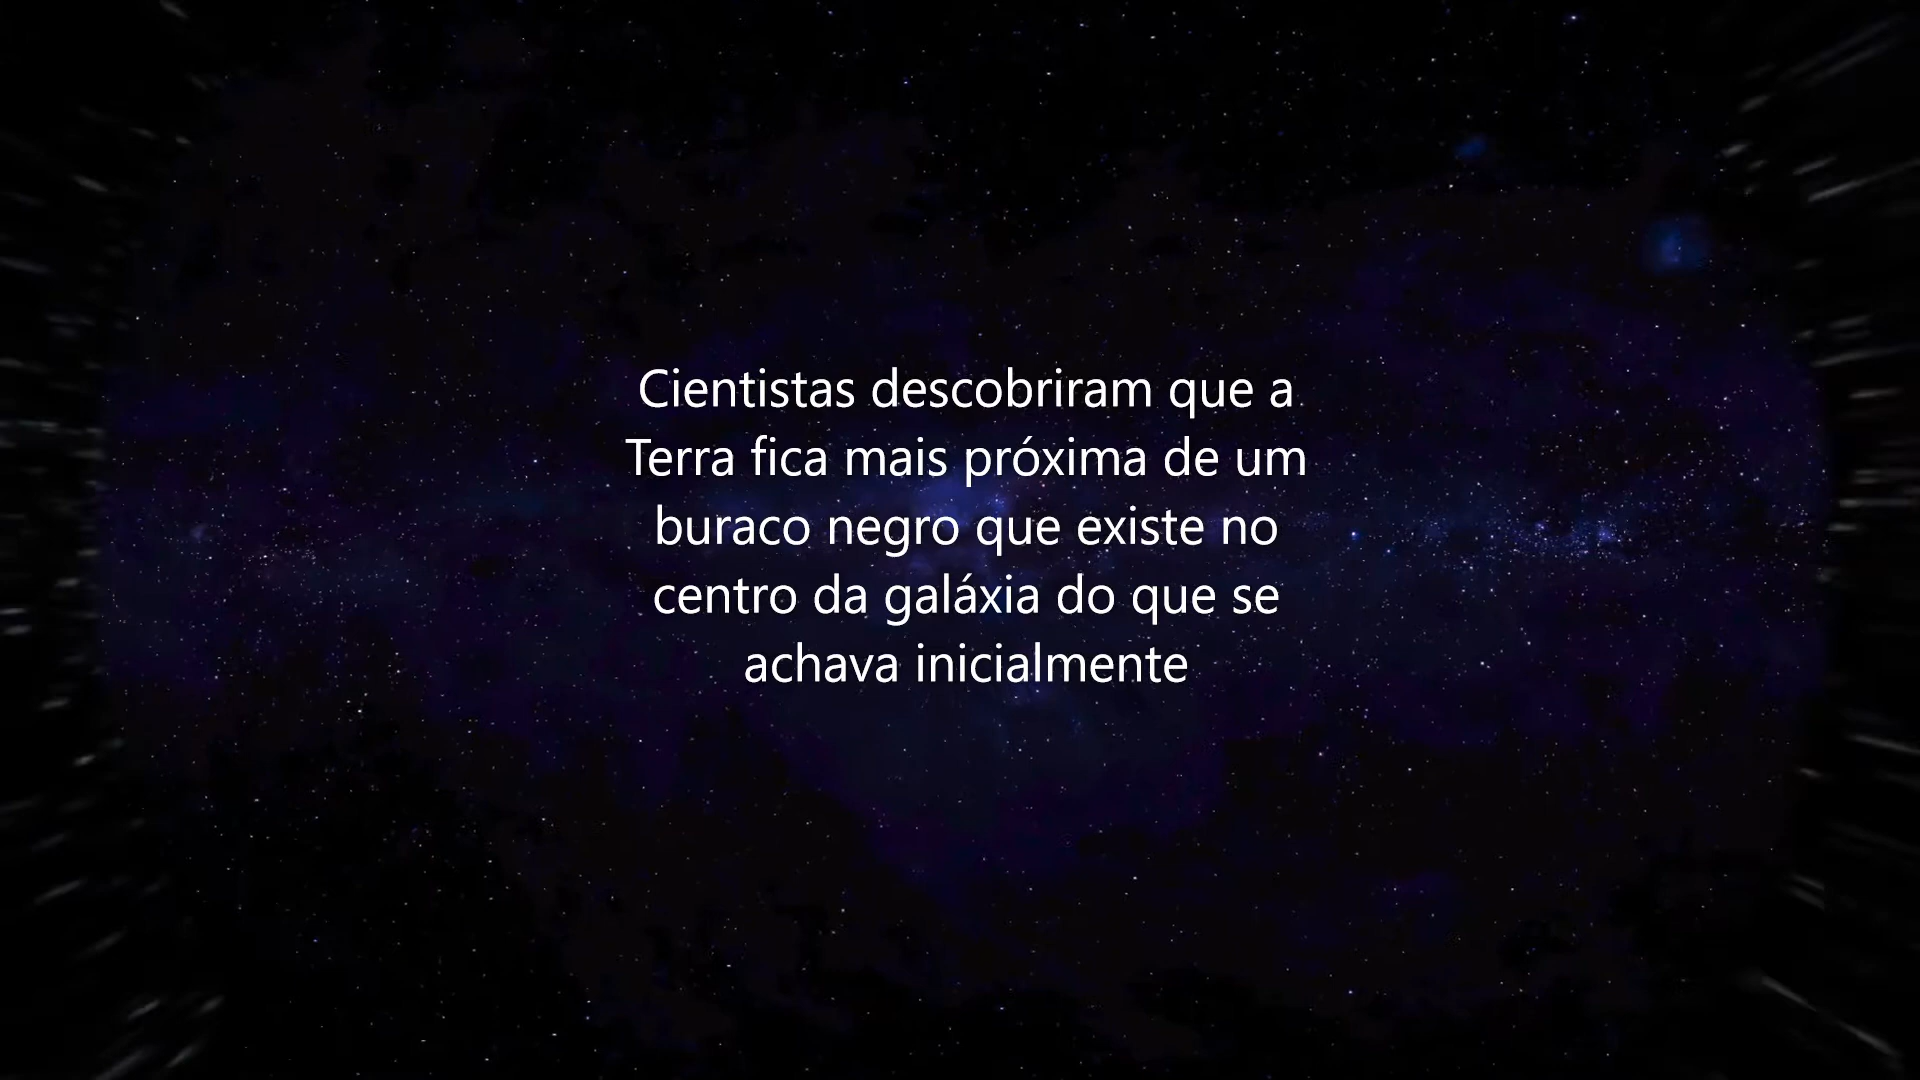 Cientistas descobriram que a
Terra fica mais próxima de um
buraco negro que existe no
centro da galáxia do que se
achava inicialmente